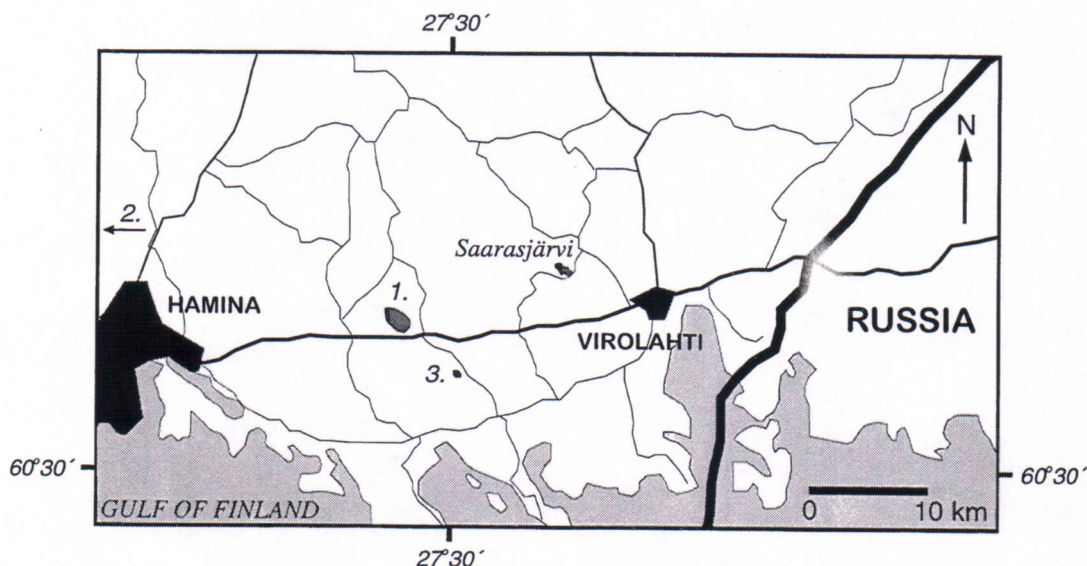 27°30´
N
2.
Saarasjärvi
1.
HAMINA
RUSSIA
VIROLAHTI
3.
60°30´
60°30´
GULF OF FINLAND
0 10 km
27°30´